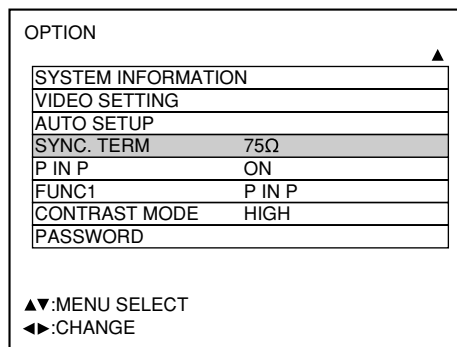 OPTION
▲
SYSTEM INFORMATION
VIDEO SETTING
AUTO SETUP
SYNC. TERM 75Ω
P IN P ON
FUNC1 P IN P
CONTRAST MODE HIGH
PASSWORD
▲▼:MENU SELECT
◄►:CHANGE